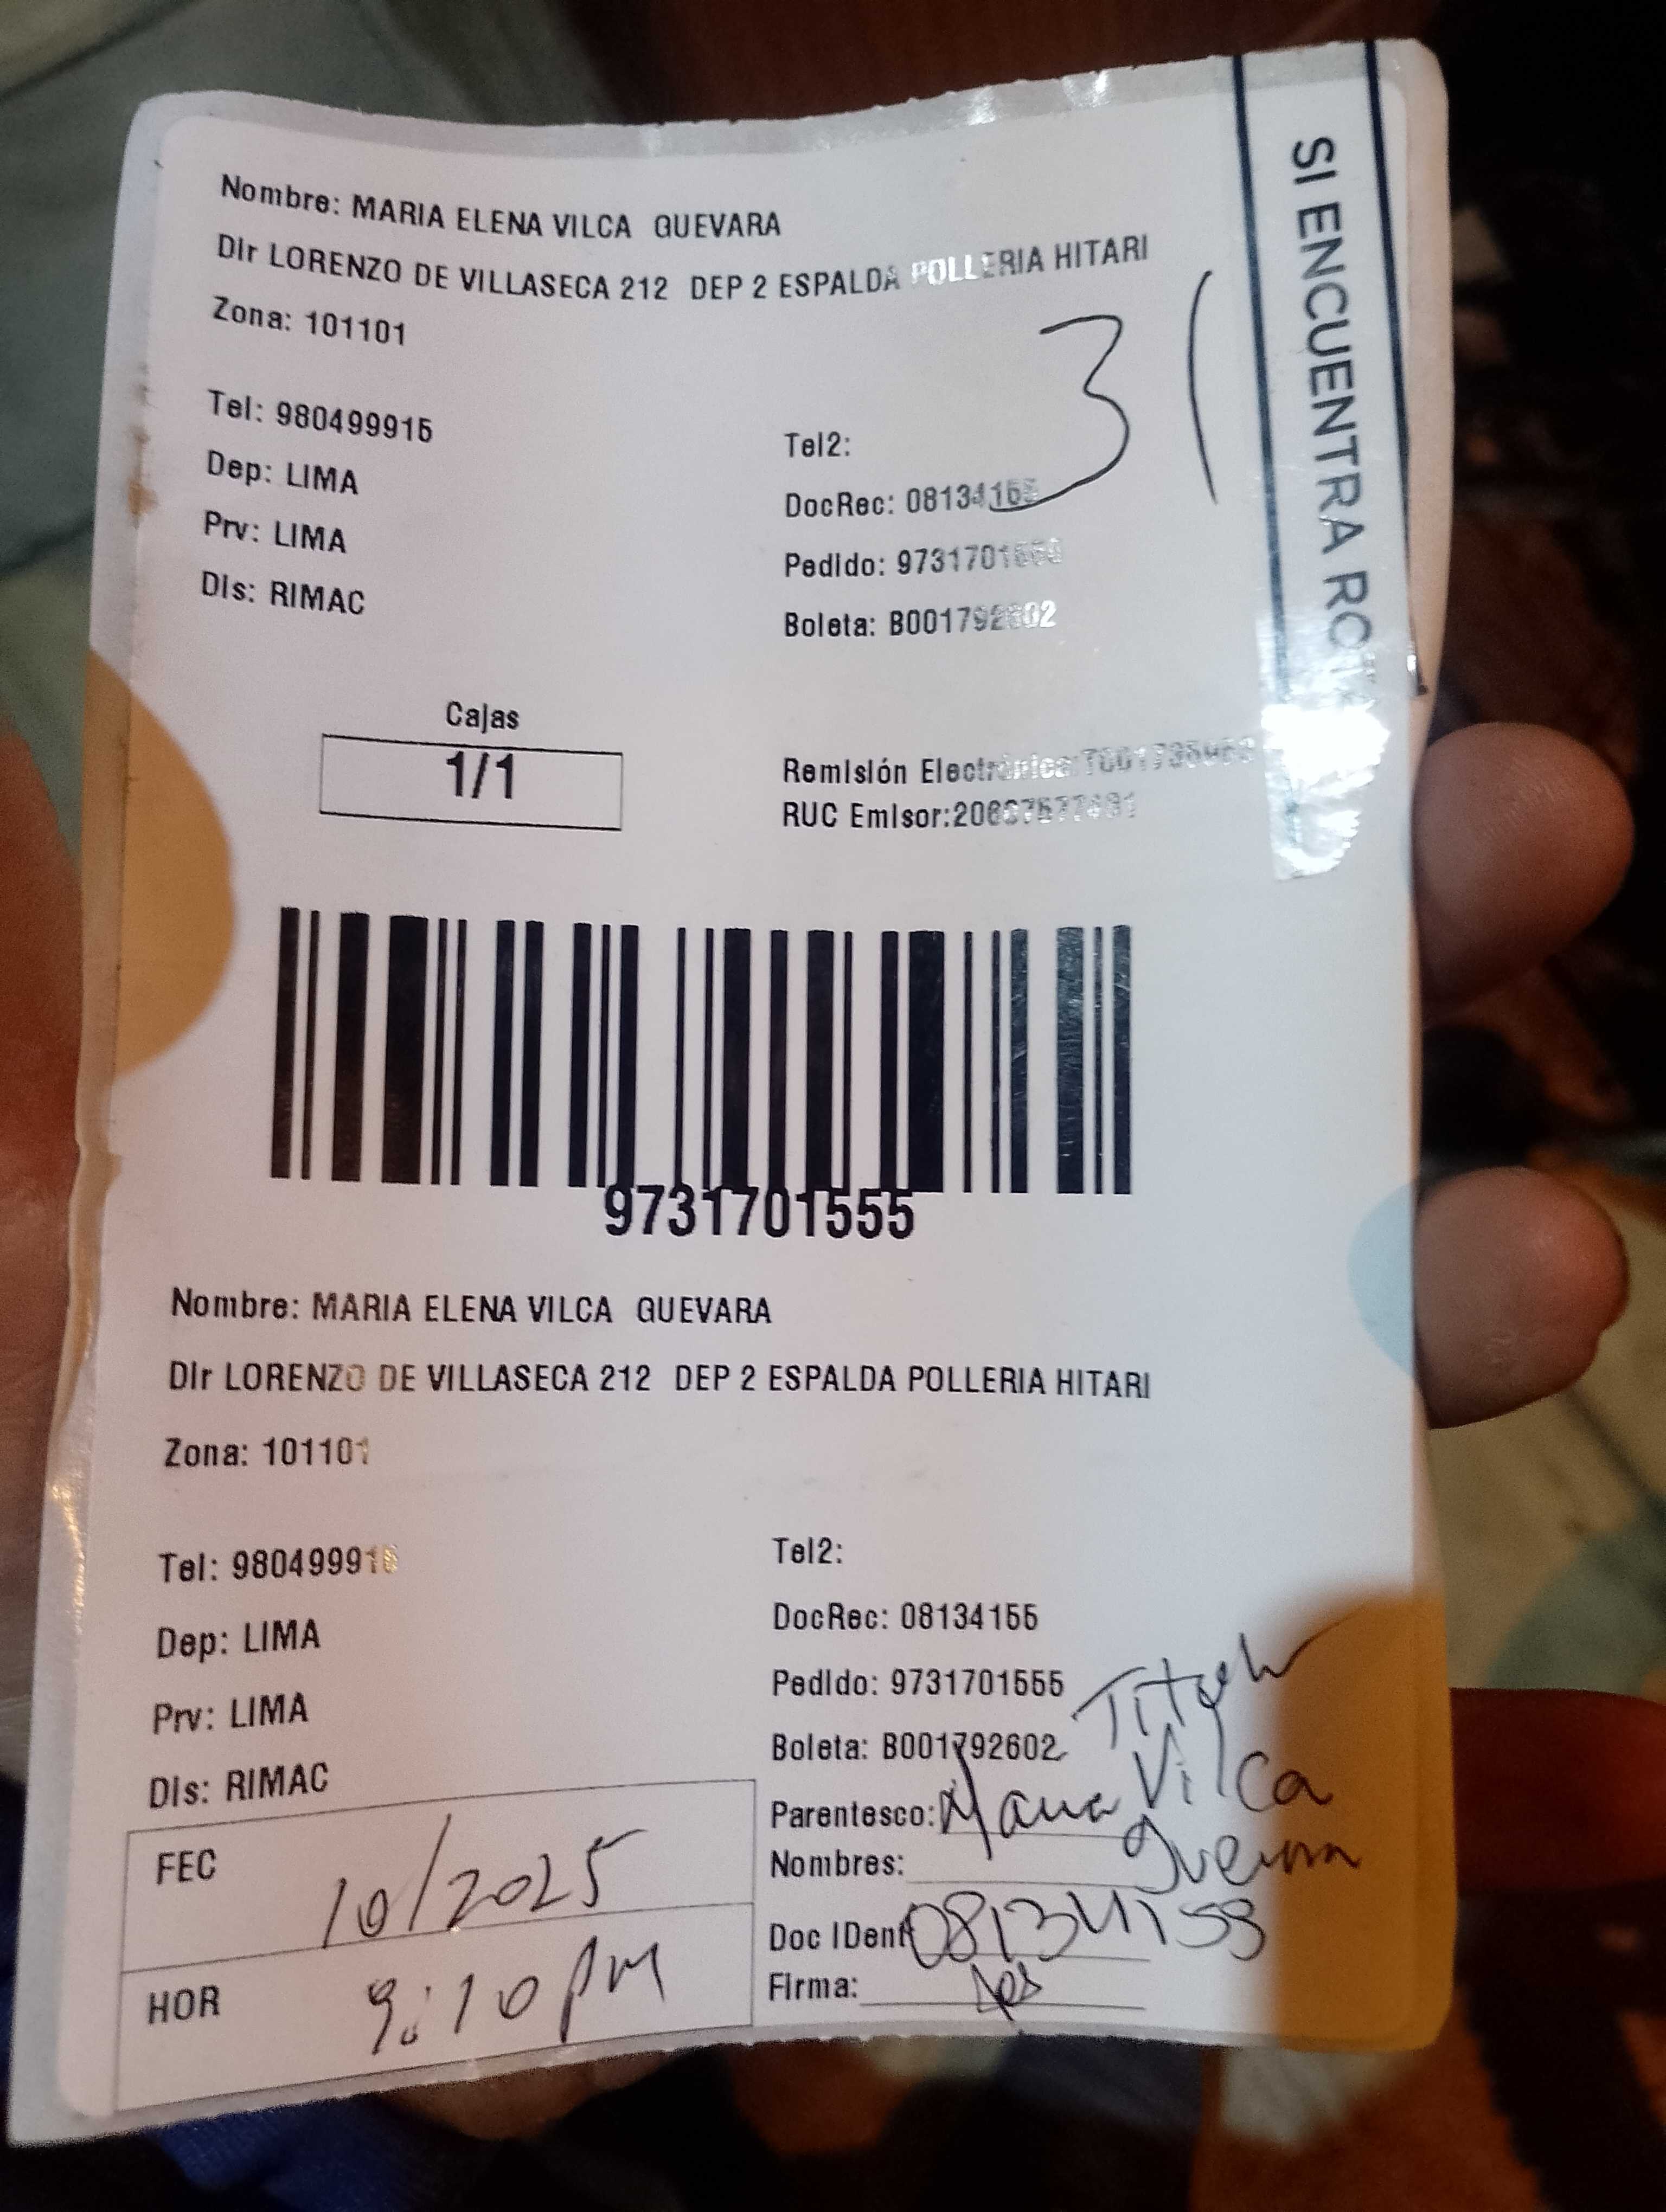 Nombre: MARIA ELENA VILCA GUEVARA
Dir LORENZO DE VILLASECA 212 DEP 2 ESPALDA POLLERIA HITARI
Zona: 101101
31
Tel: 980499915
Tel2:
Dep: LIMA
DocRec: 08134155
Prv: LIMA
Pedido: 9731701555
Dis: RIMAC
Boleta: B001792602
SI ENCUENTRA
Cajas
1/1
Remisión Electrónica:
RUC Emisor:
9731701555
Nombre: MARIA ELENA VILCA GUEVARA
Dir LORENZO DE VILLASECA 212 DEP 2 ESPALDA POLLERIA HITARI
Zona: 101101
Tel: 980499915
Tel2:
Dep: LIMA
DocRec: 08134155
Prv: LIMA
Pedido: 9731701555
Dis: RIMAC
Boleta: B001792602
Parentesco: Vilca
Nombres:
FEC 10/2025
Doc IDent
HOR 9:10 pm
Firma: